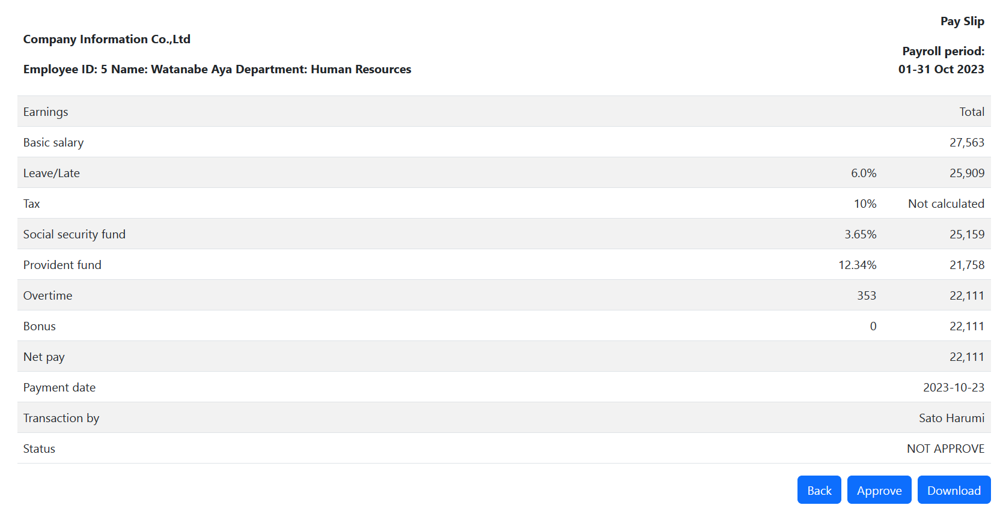 Pay Slip
Company Information Co.,Ltd
Payroll period:
Employee ID: 5 Name: Watanabe Aya Department: Human Resources 01-31 Oct 2023
Earnings Total
Basic salary 27,563
Leave/Late 6.0% 25,909
Tax 10% Not calculated
Social security fund 3.65% 25,159
Provident fund 12.34% 21,758
Overtime 353 22,111
Bonus 0 22,111
Net pay 22,111
Payment date 2023-10-23
Transaction by Sato Harumi
Status NOT APPROVE
Back Approve Download